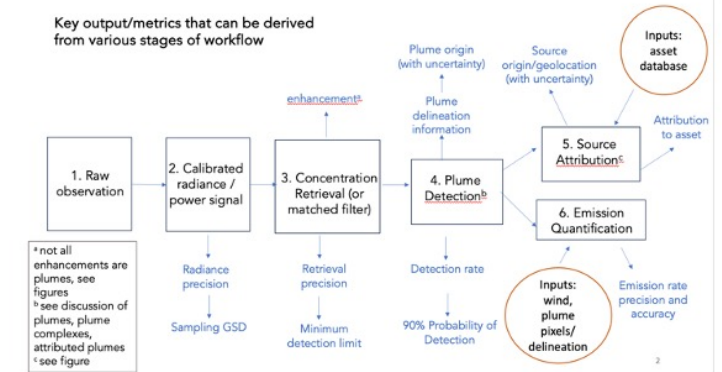 Key output/metrics that can be derived
from various stages of workflow
Plume origin
(with uncertainty)
Source
origin/geolocation
(with uncertainty)
Inputs:
asset
database
enhancementᵃ
Plume
delineation
information
Attribution
to asset
1. Raw
observation
2. Calibrated
radiance /
power signal
3. Concentration
Retrieval (or
matched filter)
4. Plume
Detectionᵇ
5. Source
Attributionᶜ
6. Emission
Quantification
ᵃ not all
enhancements are
plumes, see
figures
ᵇ see discussion of
plumes, plume
complexes,
attributed plumes
ᶜ see figure
Radiance
precision
Sampling GSD
Retrieval
precision
Minimum
detection limit
Detection rate
90% Probability of
Detection
Inputs:
wind,
plume
pixels/
delineation
Emission rate
precision and
accuracy
2